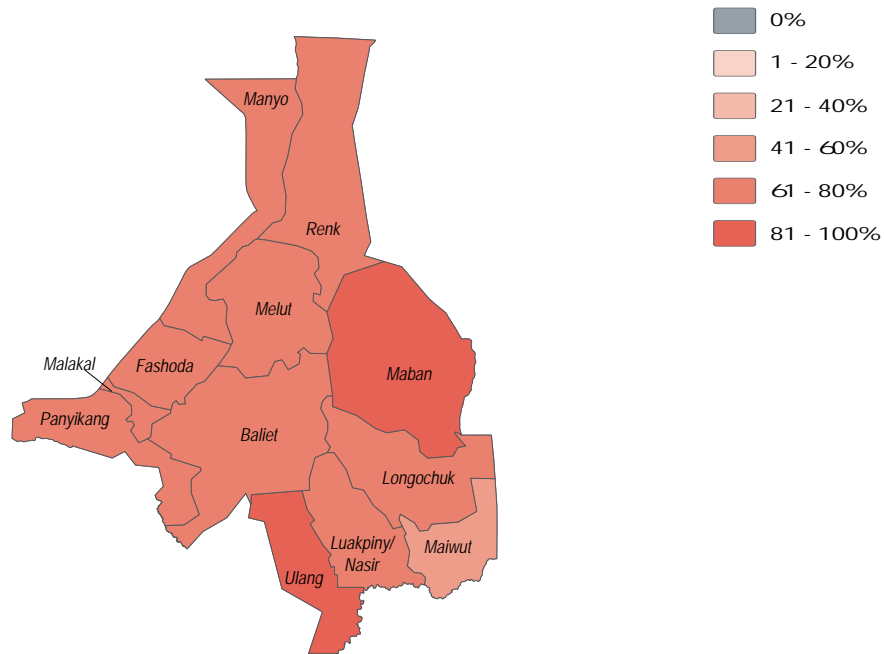 0%
1 - 20%
21 - 40%
41 - 60%
61 - 80%
81 - 100%
Manyo
Renk
Melut
Malakal
Fashoda
Maban
Panyikang
Baliet
Longochuk
Luakpiny/
Nasir
Maiwut
Ulang